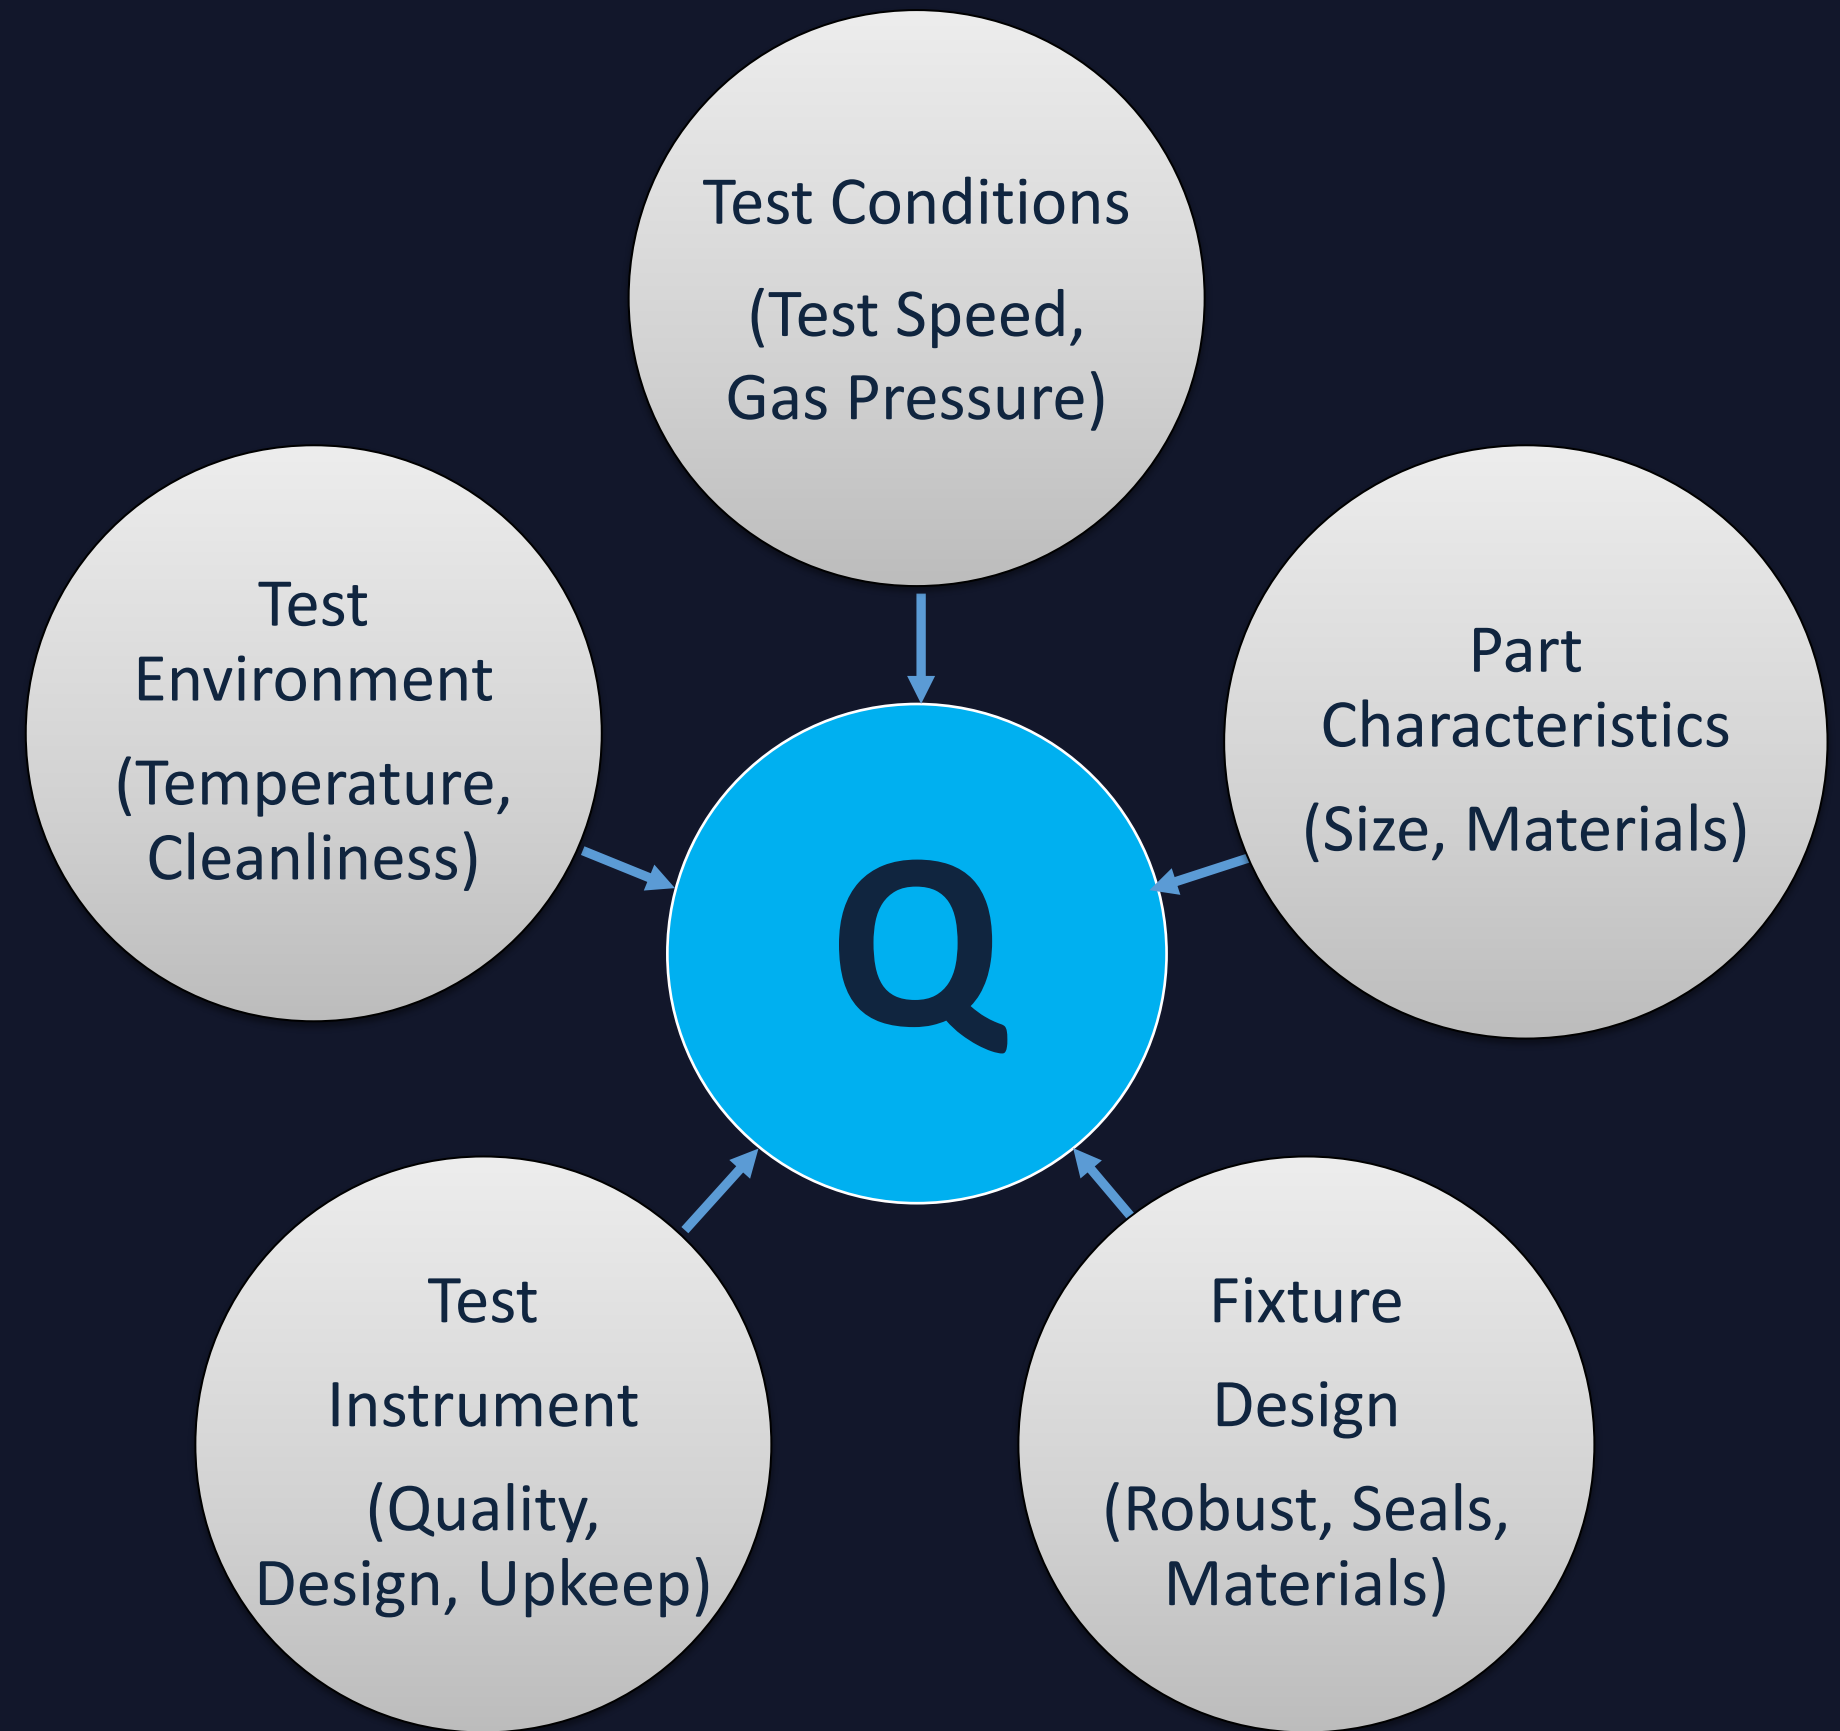 Test Conditions
(Test Speed,
Gas Pressure)
Test
Environment
(Temperature,
Cleanliness)
Part
Characteristics
(Size, Materials)
Q
Test
Instrument
(Quality,
Design, Upkeep)
Fixture
Design
(Robust, Seals,
Materials)